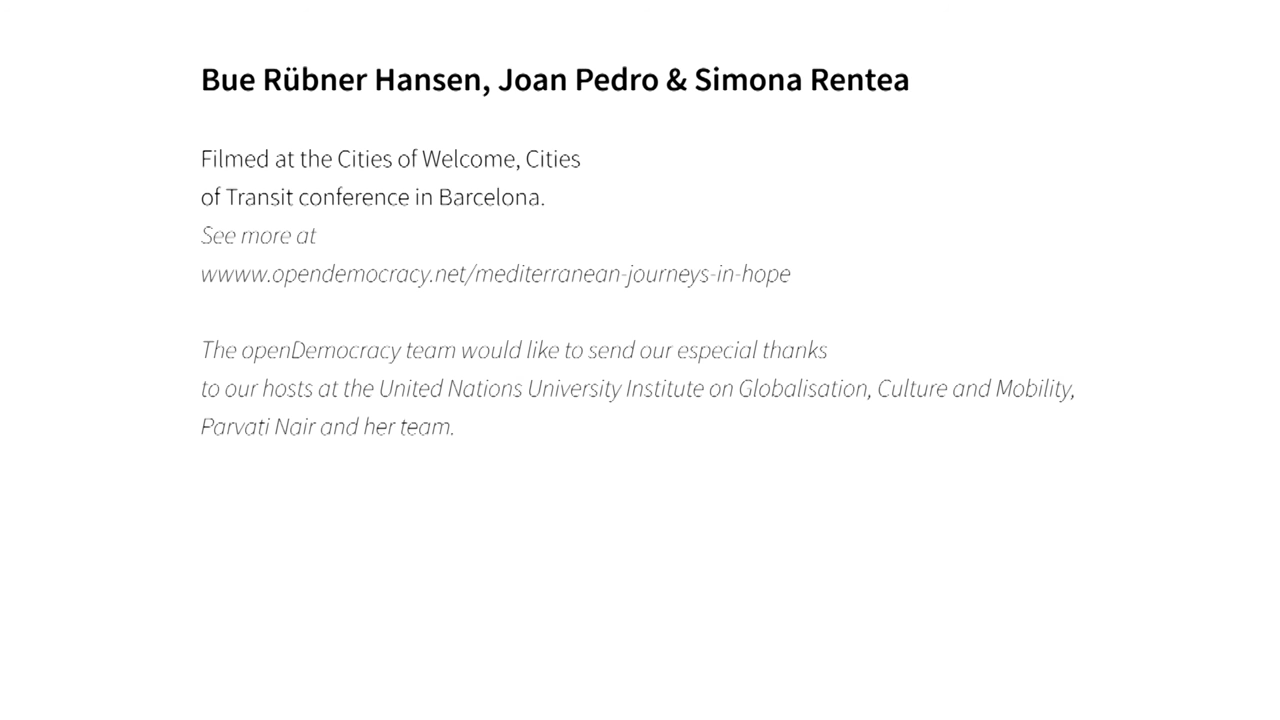 Bue Rübner Hansen, Joan Pedro & Simona Rentea
Filmed at the Cities of Welcome, Cities
of Transit conference in Barcelona.
See more at
wwww.opendemocracy.net/mediterranean-journeys-in-hope
The openDemocracy team would like to send our especial thanks
to our hosts at the United Nations University Institute on Globalisation, Culture and Mobility,
Parvati Nair and her team.